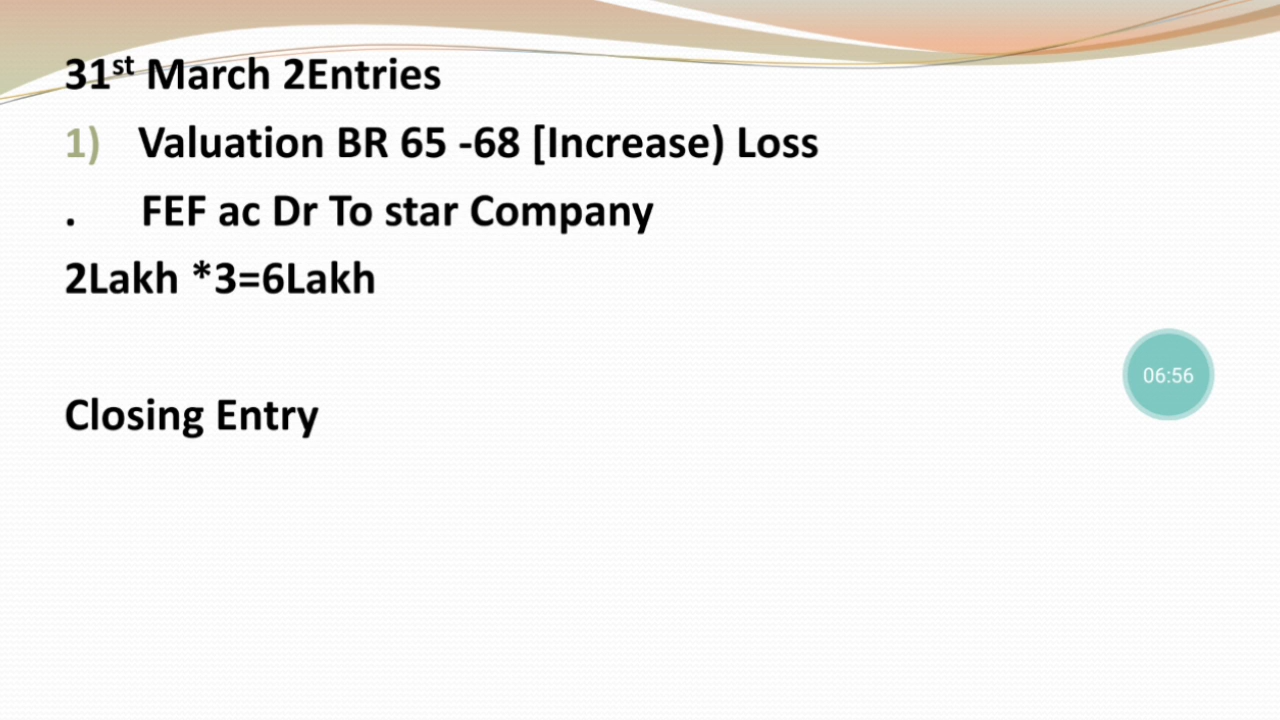 31st March 2Entries
1) Valuation BR 65 -68 [Increase) Loss
. FEF ac Dr To star Company
2Lakh *3=6Lakh
06:56
Closing Entry